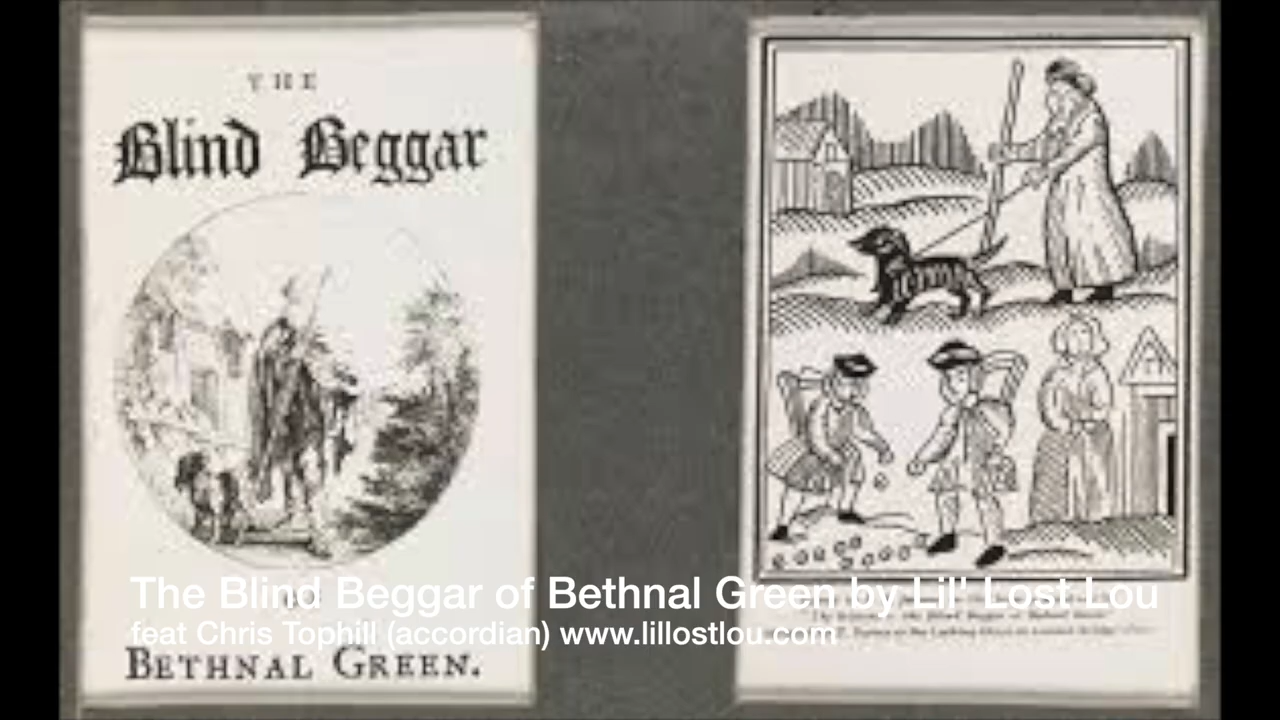 THE
Blind Beggar
OF
BETHNAL GREEN.
The Blind Beggar of Bethnal Green by Lil' Lost Lou
feat Chris Tophill (accordian) www.lillostlou.com